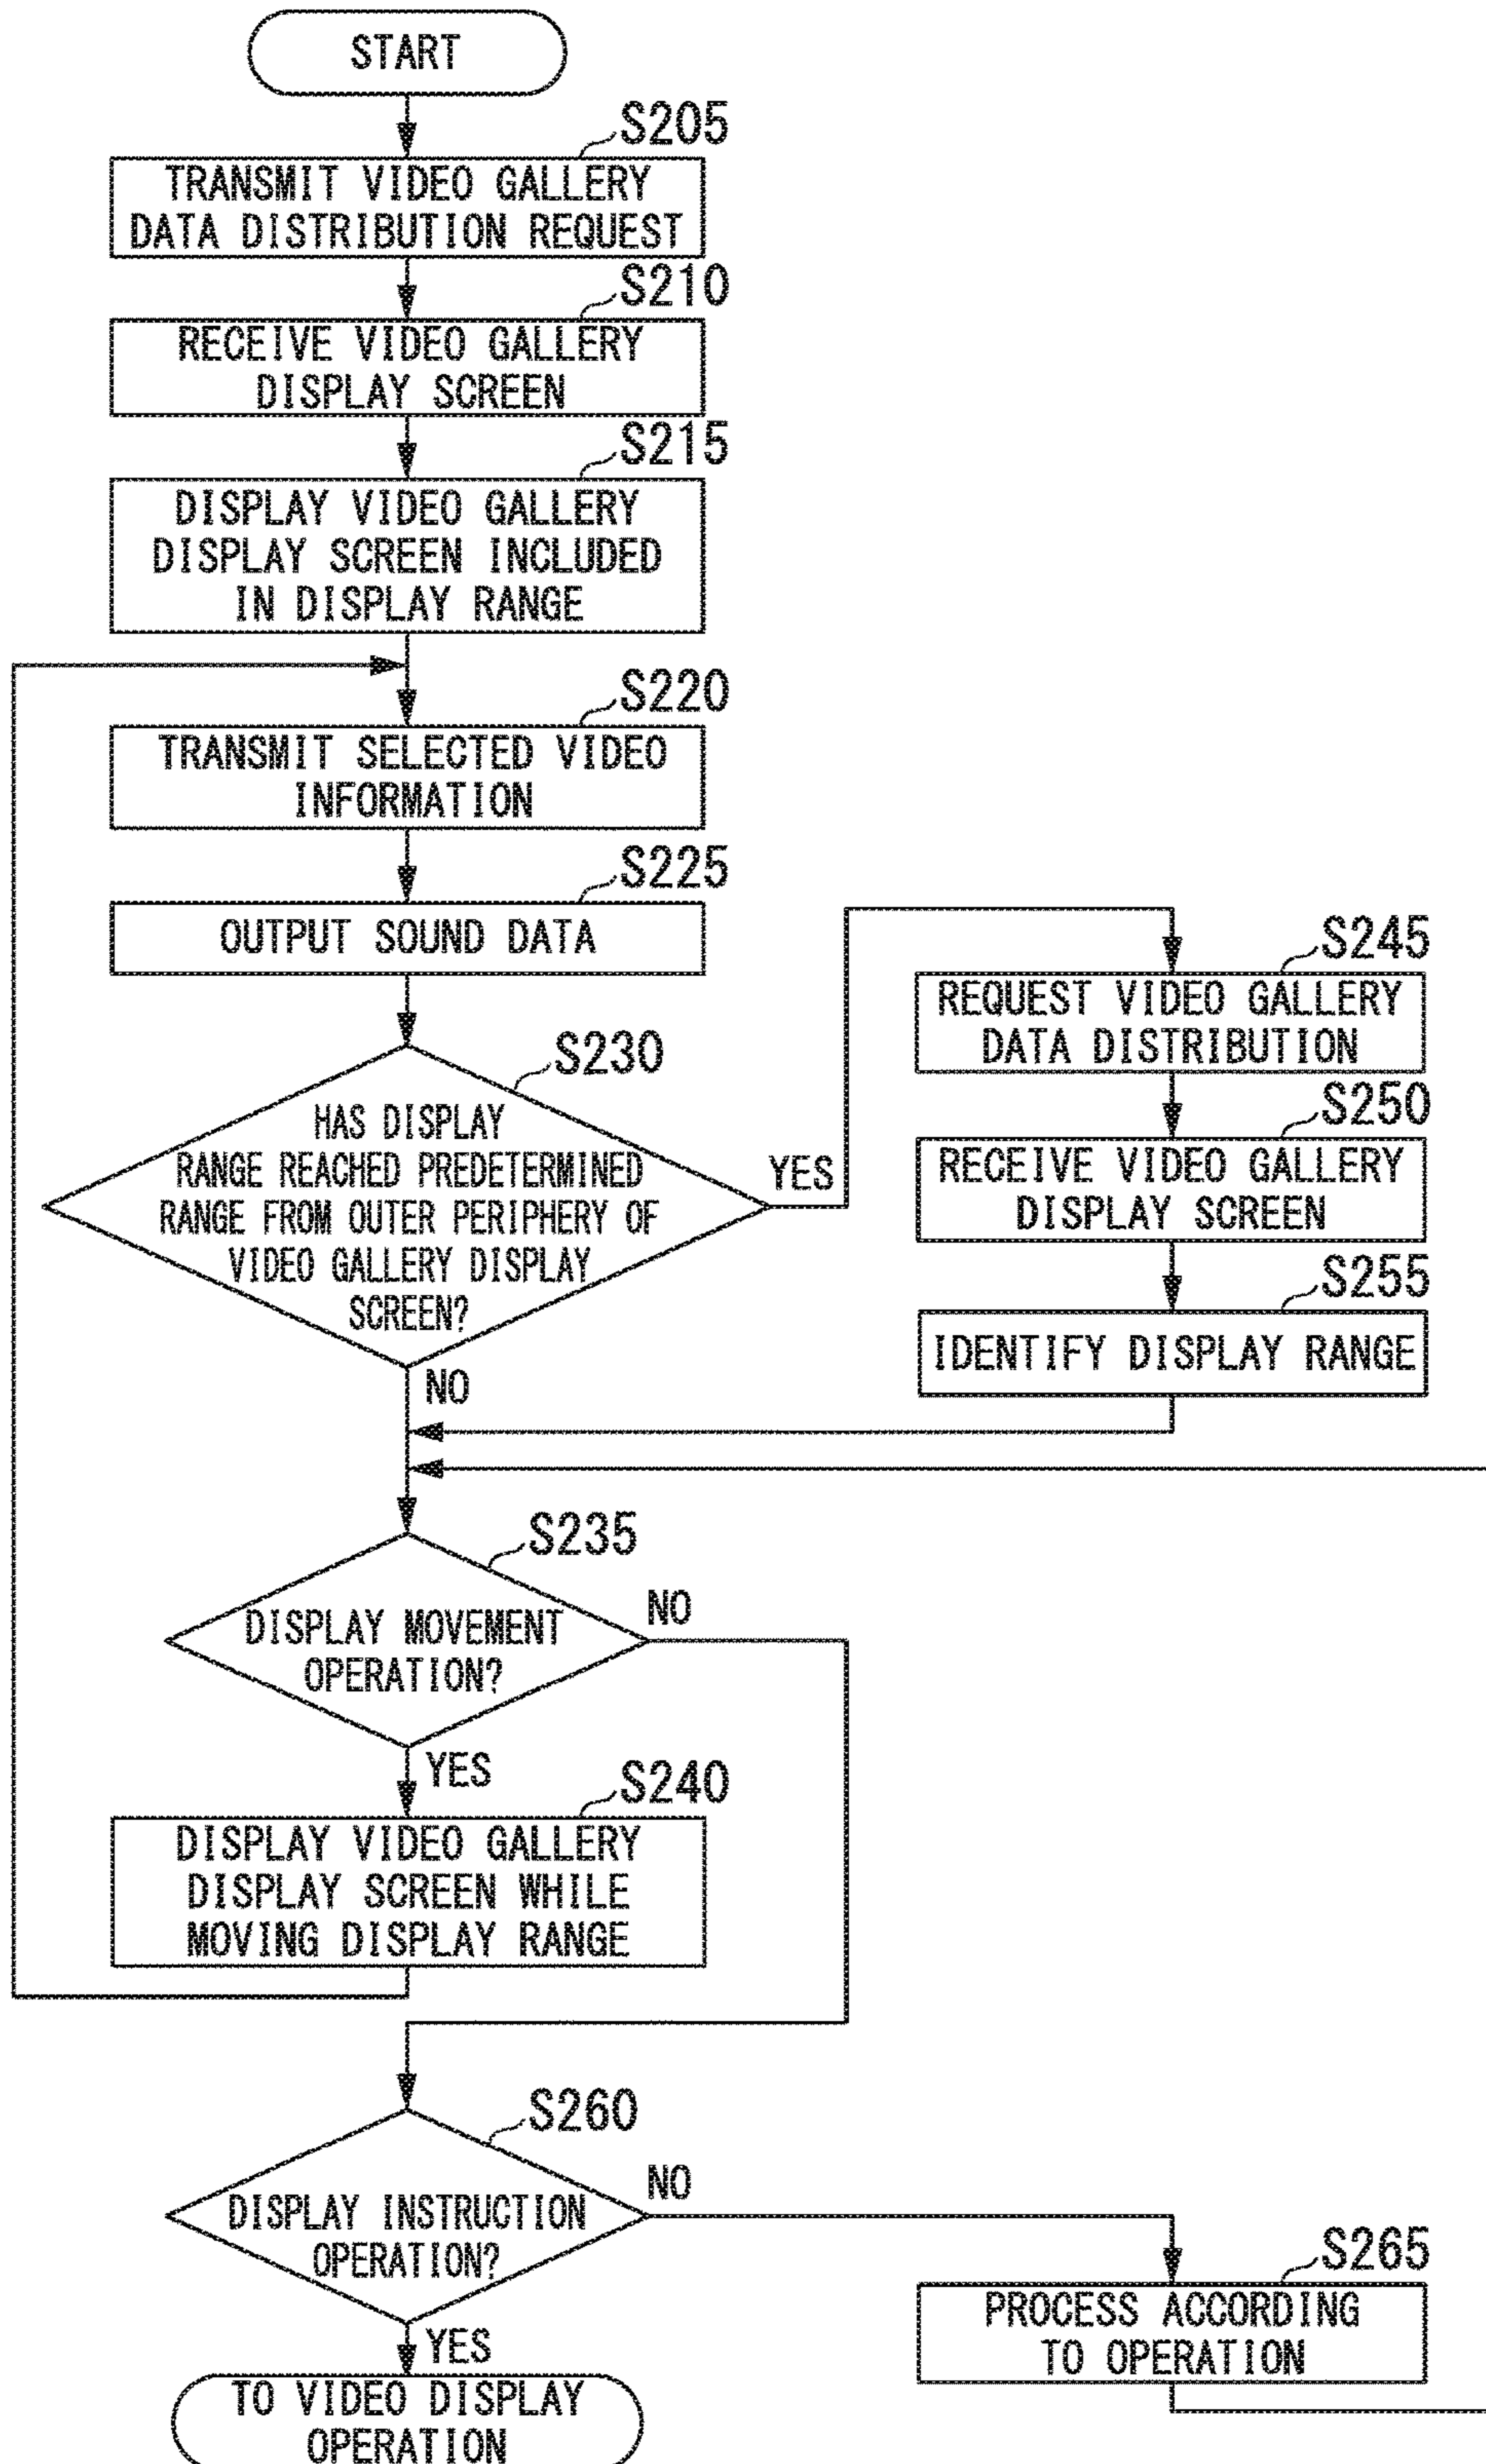 START
S205
TRANSMIT VIDEO GALLERY
DATA DISTRIBUTION REQUEST
S210
RECEIVE VIDEO GALLERY
DISPLAY SCREEN
S215
DISPLAY VIDEO GALLERY
DISPLAY SCREEN INCLUDED
IN DISPLAY RANGE
S220
TRANSMIT SELECTED VIDEO
INFORMATION
S225
OUTPUT SOUND DATA
S230
HAS DISPLAY
RANGE REACHED PREDETERMINED
RANGE FROM OUTER PERIPHERY OF
VIDEO GALLERY DISPLAY
SCREEN?
YES
NO
S245
REQUEST VIDEO GALLERY
DATA DISTRIBUTION
S250
RECEIVE VIDEO GALLERY
DISPLAY SCREEN
S255
IDENTIFY DISPLAY RANGE
S235
DISPLAY MOVEMENT
OPERATION?
NO
YES
S240
DISPLAY VIDEO GALLERY
DISPLAY SCREEN WHILE
MOVING DISPLAY RANGE
S260
DISPLAY INSTRUCTION
OPERATION?
NO
YES
S265
PROCESS ACCORDING
TO OPERATION
TO VIDEO DISPLAY
OPERATION